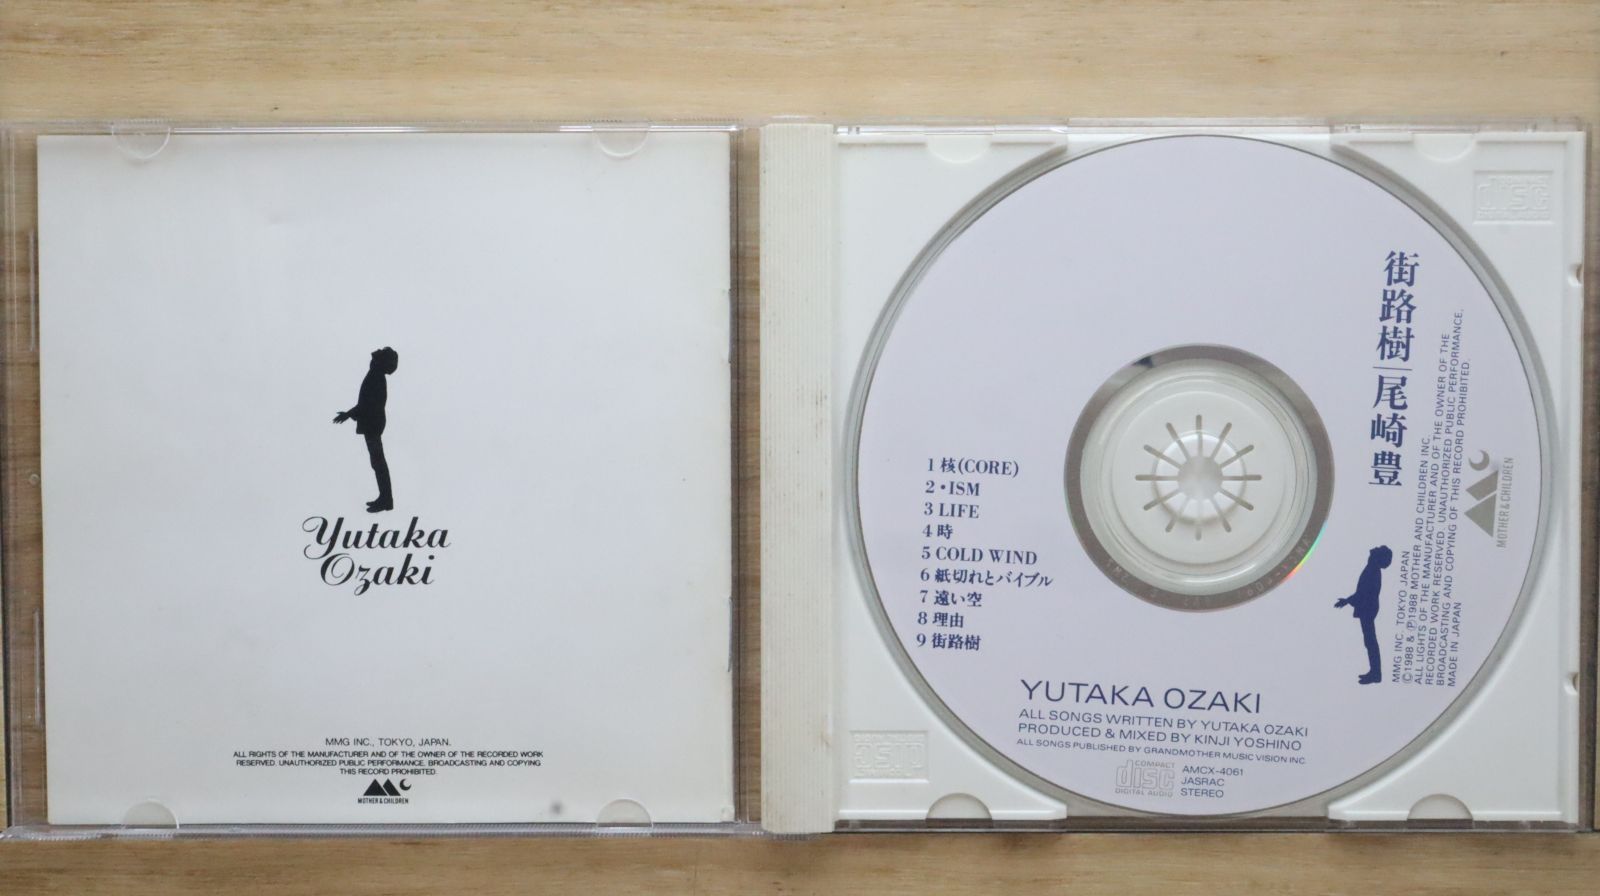 Yutaka
Ozaki
MMG INC., TOKYO, JAPAN.
ALL RIGHTS OF THE MANUFACTURER AND OF THE OWNER OF THE RECORDED WORK
RESERVED. UNAUTHORIZED PUBLIC PERFORMANCE. BROADCASTING AND COPYING
THIS RECORD PROHIBITED.
MOTHER & CHILDREN
街路樹|尾崎豊
1 核(CORE)
2・ISM
3 LIFE
4 時
5 COLD WIND
6 紙切れとバイブル
7 遠い空
8 理由
9 街路樹
MMG INC. TOKYO JAPAN
©1988 & ℗1988 MOTHER AND CHILDREN INC.
ALL LIGHTS OF THE MANUFACTURER AND OF THE OWNER OF THE
RECORDED WORK RESERVED. UNAUTHORIZED PUBLIC PERFORMANCE,
BROADCASTING AND COPYING OF THIS RECORD PROHIBITED.
MADE IN JAPAN
MOTHER & CHILDREN
YUTAKA OZAKI
ALL SONGS WRITTEN BY YUTAKA OZAKI
PRODUCED & MIXED BY KINJI YOSHINO
ALL SONGS PUBLISHED BY GRANDMOTHER MUSIC VISION INC.
COMPACT
disc
DIGITAL AUDIO
AMCX-4061
JASRAC
STEREO